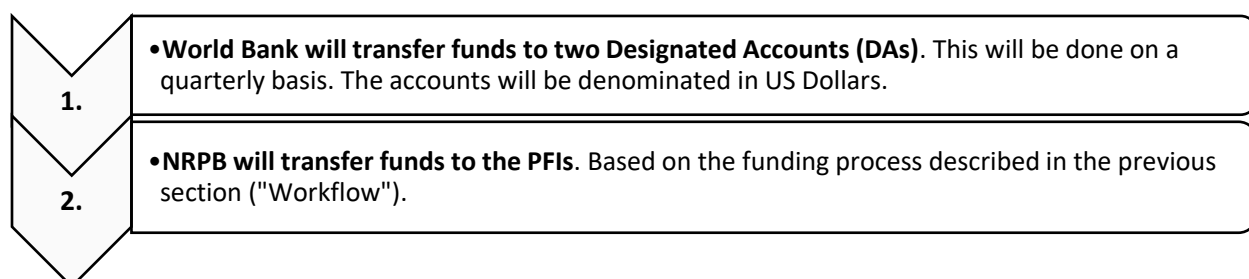 1.
•World Bank will transfer funds to two Designated Accounts (DAs). This will be done on a
quarterly basis. The accounts will be denominated in US Dollars.
2.
•NRPB will transfer funds to the PFIs. Based on the funding process described in the previous
section ("Workflow").